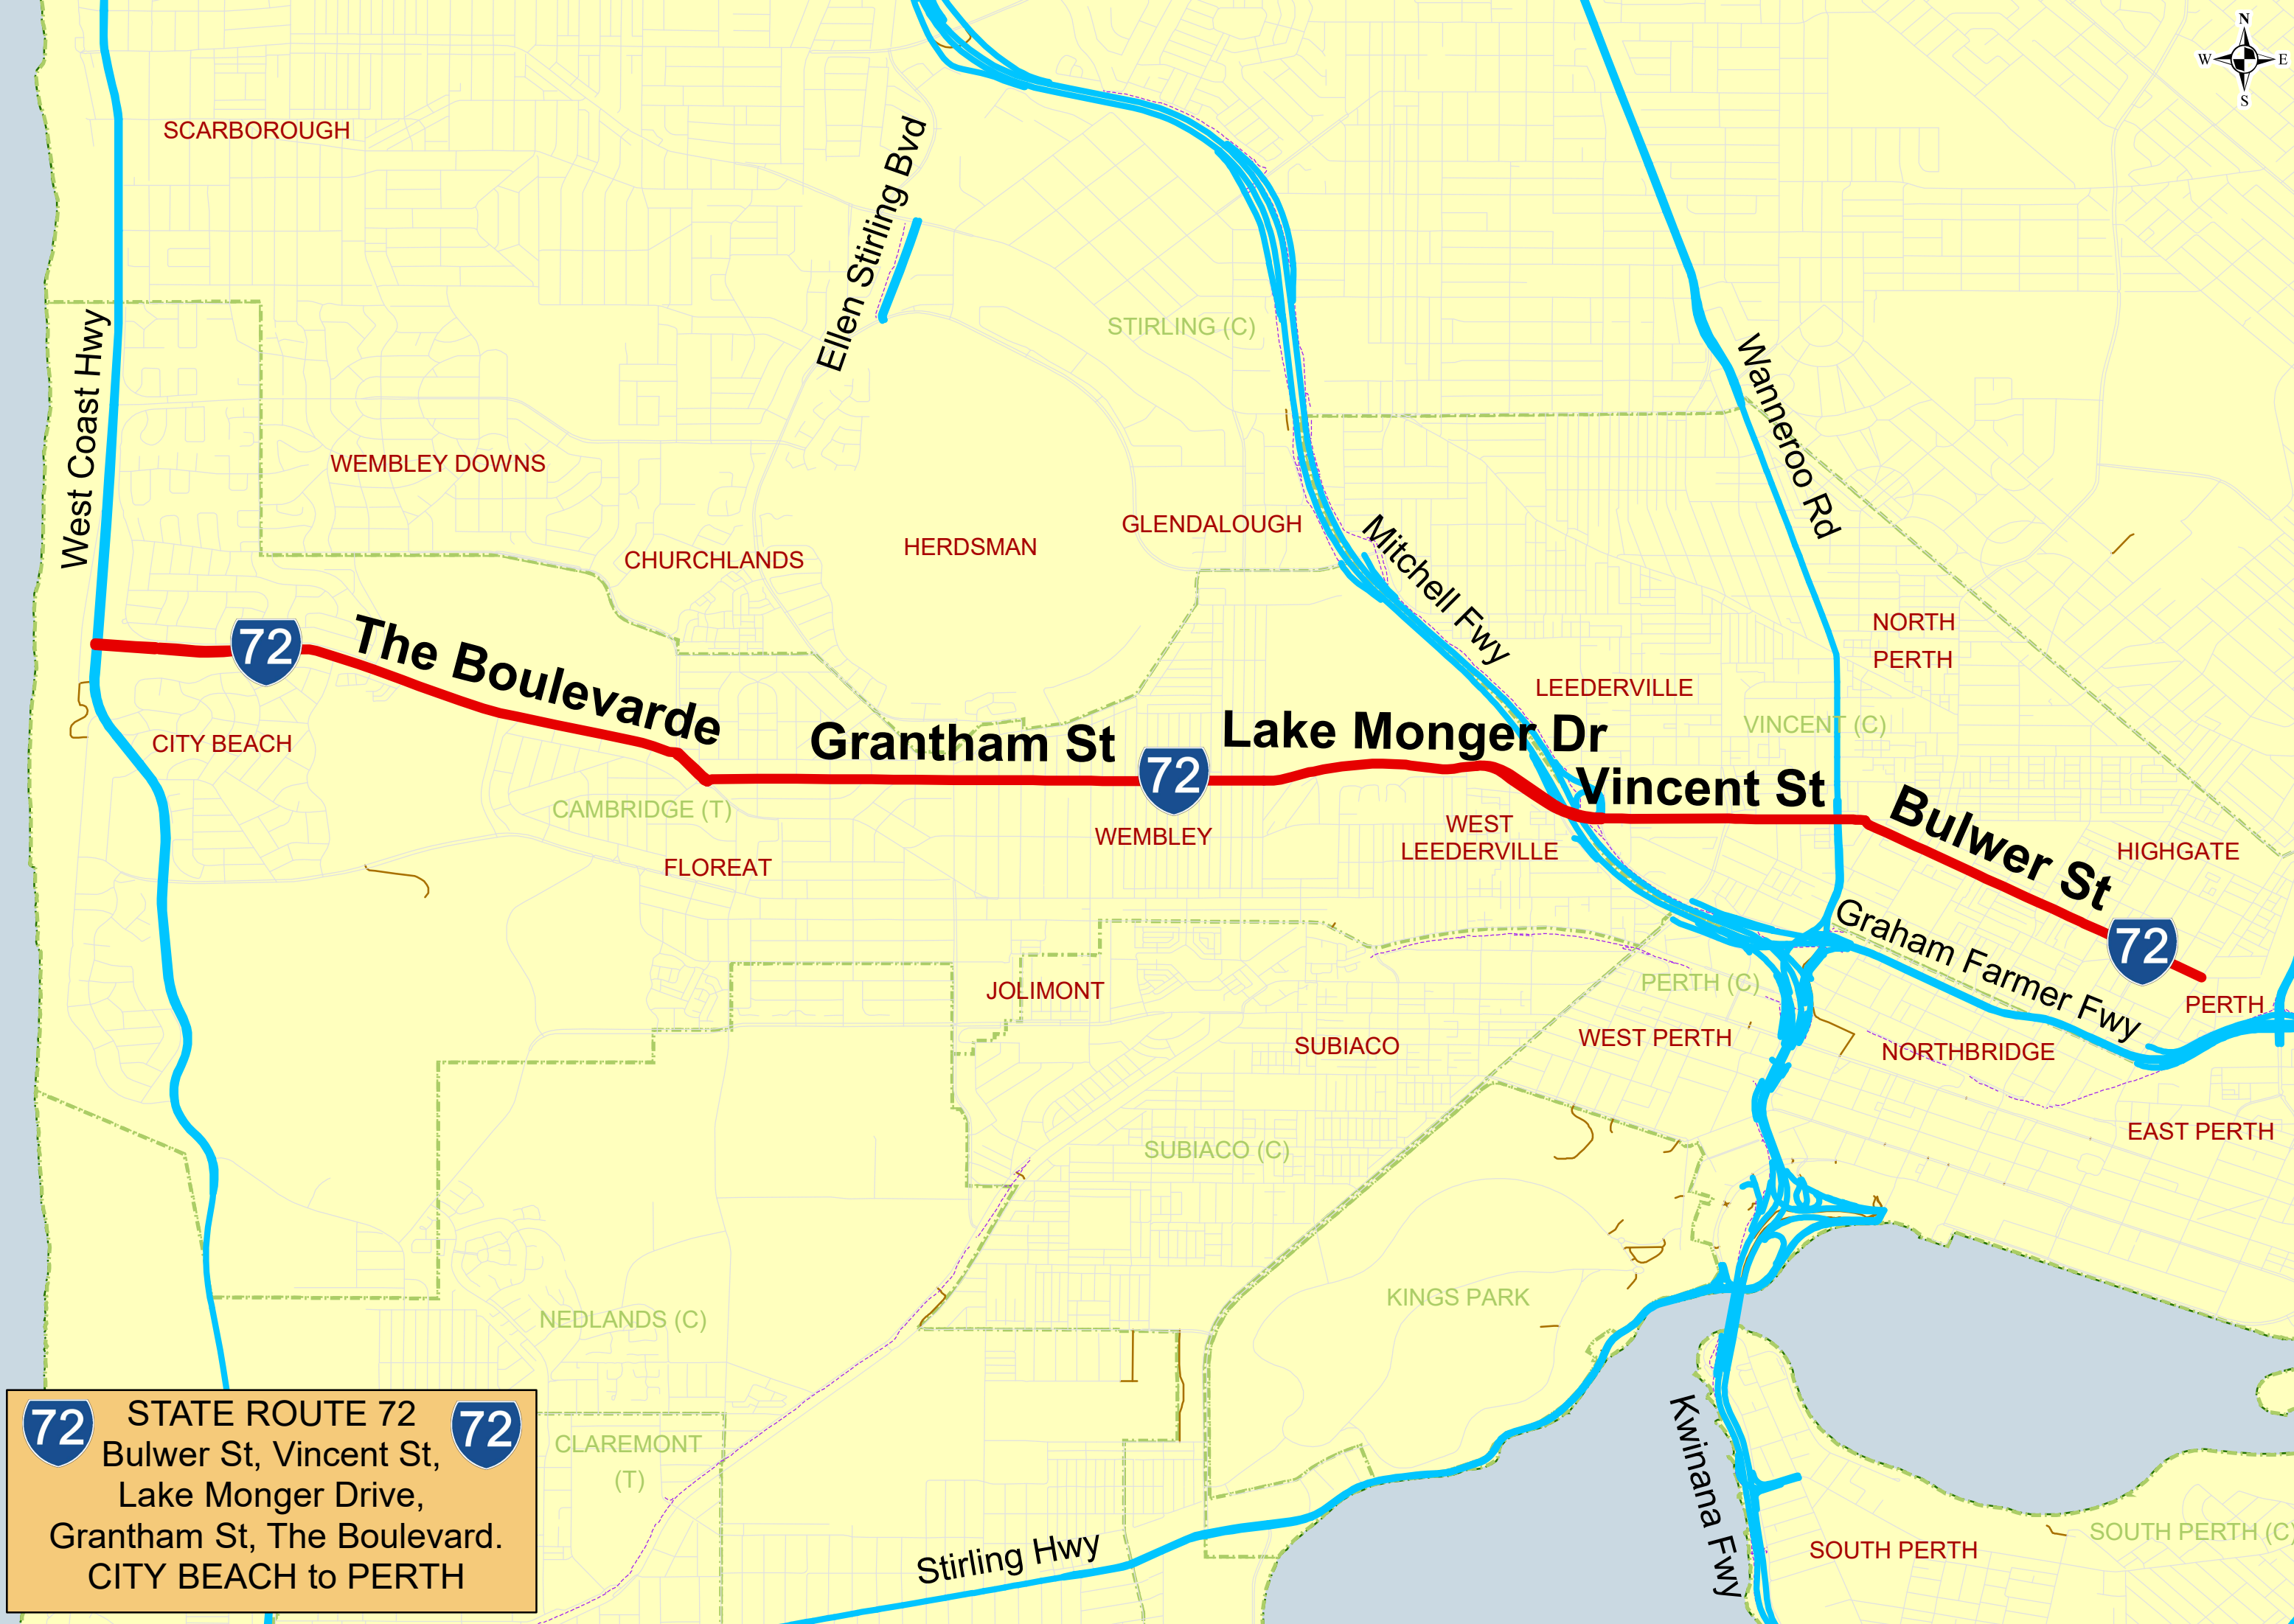 N
W E
S
SCARBOROUGH
Ellen Stirling Bvd
STIRLING (C)
West Coast Hwy
Wanneroo Rd
WEMBLEY DOWNS
GLENDALOUGH
CHURCHLANDS
HERDSMAN
Mitchell Fwy
NORTH
PERTH
72
The Boulevarde
LEEDERVILLE
VINCENT (C)
CITY BEACH
Grantham St
72
Lake Monger Dr
Vincent St
Bulwer St
CAMBRIDGE (T)
WEMBLEY
WEST
LEEDERVILLE
HIGHGATE
FLOREAT
Graham Farmer Fwy
72
JOLIMONT
PERTH (C)
PERTH
SUBIACO
WEST PERTH
NORTHBRIDGE
EAST PERTH
SUBIACO (C)
KINGS PARK
NEDLANDS (C)
CLAREMONT
(T)
Kwinana Fwy
Stirling Hwy
SOUTH PERTH
SOUTH PERTH (C)
72 STATE ROUTE 72 72
Bulwer St, Vincent St,
Lake Monger Drive,
Grantham St, The Boulevard.
CITY BEACH to PERTH